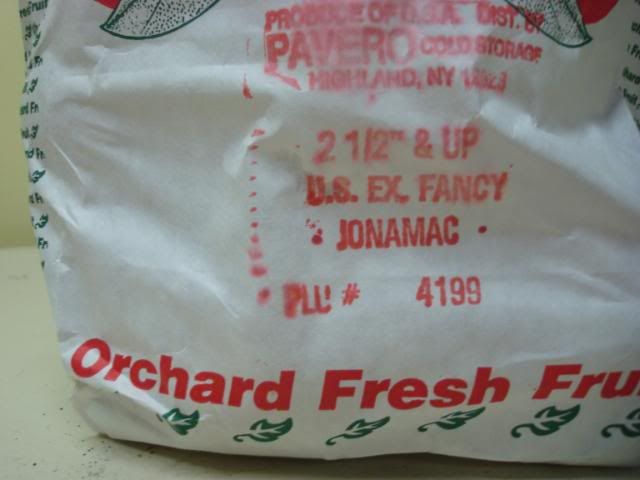 PRODUCE OF U.S.A. DIST. BY
PAVERO COLD STORAGE
HIGHLAND, NY
2 1/2" & UP
U.S. EX. FANCY
JONAMAC
PLU # 4199
Orchard Fresh Frui